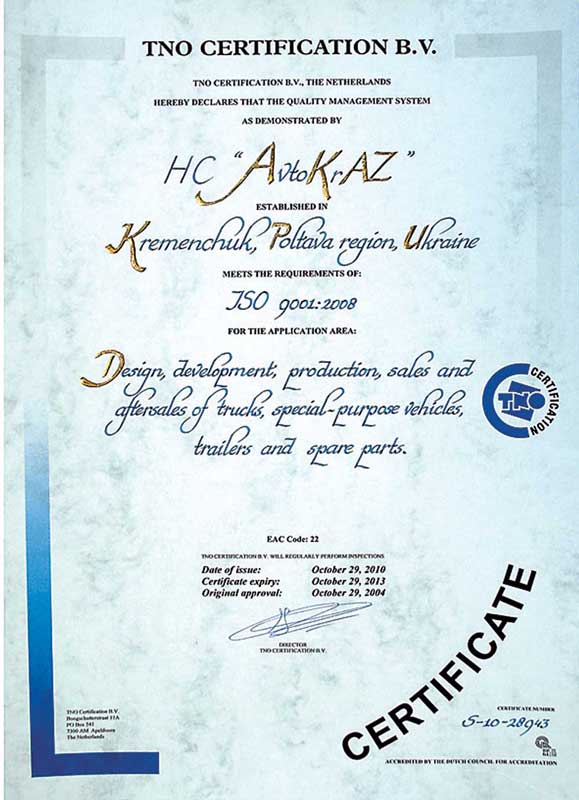 TNO CERTIFICATION B.V.
TNO CERTIFICATION B.V., THE NETHERLANDS
HEREBY DECLARES THAT THE QUALITY MANAGEMENT SYSTEM
AS DEMONSTRATED BY
HC "AvtoKrAZ"
ESTABLISHED IN
Kremenchuk, Poltava region, Ukraine
MEETS THE REQUIREMENTS OF:
ISO 9001:2008
FOR THE APPLICATION AREA:
Design, development, production, sales and
aftersales of trucks, special-purpose vehicles,
trailers and spare parts.
TNO CERTIFICATION
EAC Code: 22
TNO CERTIFICATION B.V. WILL REGULARLY PERFORM INSPECTIONS
Date of issue: October 29, 2010
Certificate expiry: October 29, 2013
Original approval: October 29, 2004
DIRECTOR
TNO CERTIFICATION B.V.
CERTIFICATE
TNO Certification B.V.
11A
PO Box 541
7300 AM Apeldoorn
The Netherlands
CERTIFICATE NUMBER
S-10-28943
ACCREDITED BY THE DUTCH COUNCIL FOR ACCREDITATION